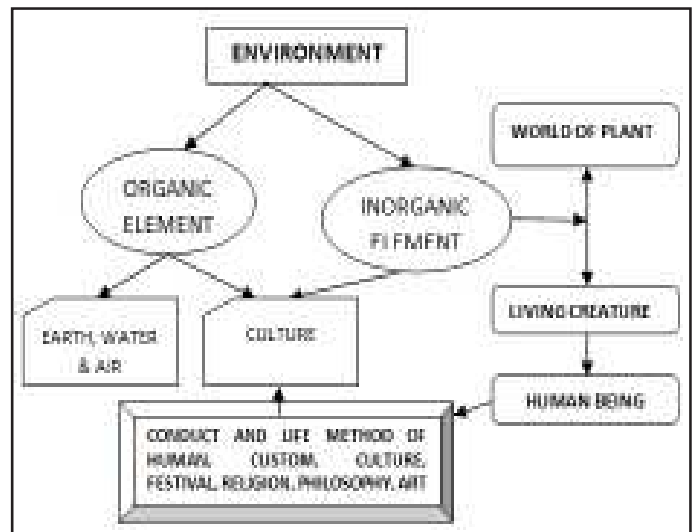 ENVIRONMENT
WORLD OF PLANT
ORGANIC
ELEMENT
INORGANIC
ELEMENT
EARTH, WATER
& AIR
CULTURE
LIVING CREATURE
HUMAN BEING
CONDUCT AND LIFE METHOD OF
HUMAN, CUSTOM, CULTURE,
FESTIVAL, RELIGION, PHILOSOPHY, ART